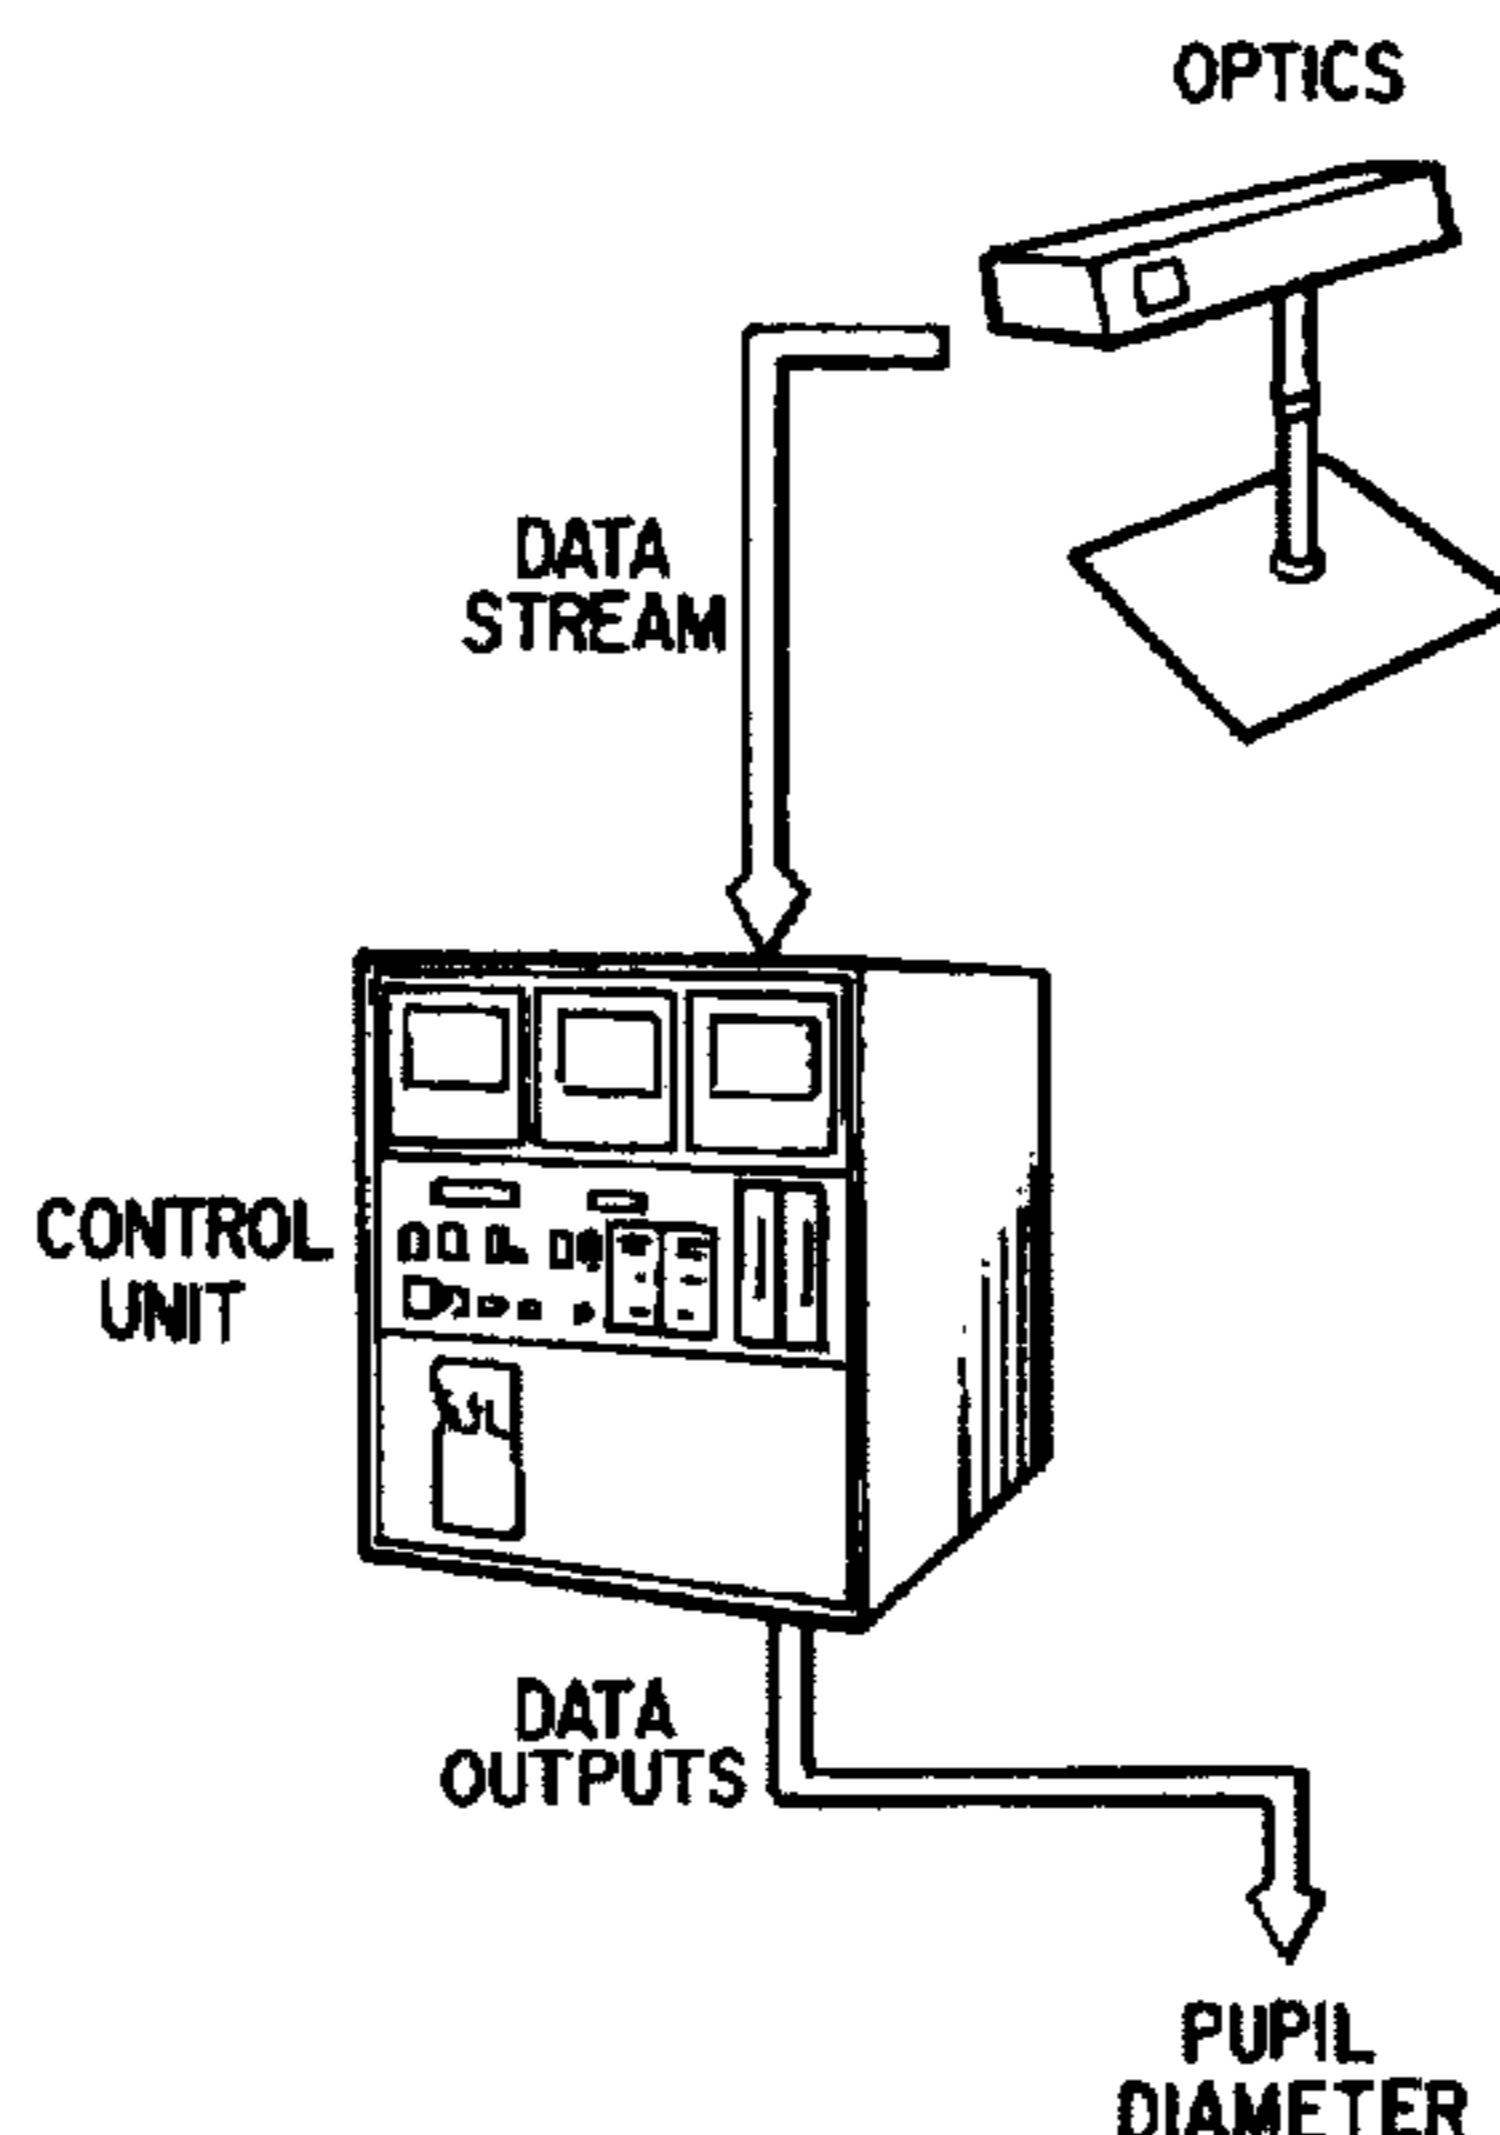 OPTICS
DATA
STREAM
CONTROL
UNIT
DATA
OUTPUTS
PUPIL
DIAMETER